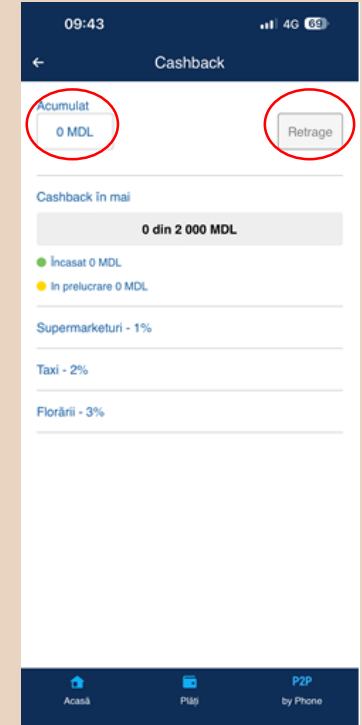 09:43
4G 69
Cashback
Acumulat
0 MDL
Retrage
Cashback în mai
0 din 2 000 MDL
Încasat 0 MDL
In prelucrare 0 MDL
Supermarketuri - 1%
Taxi - 2%
Florării - 3%
P2P
Acasă
Plăți
by Phone